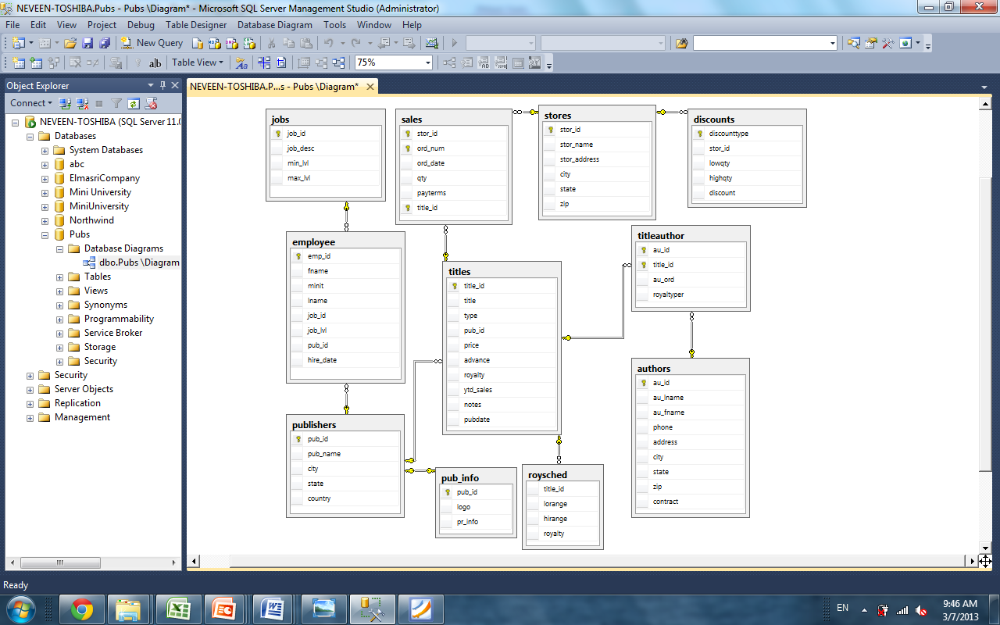 NEVEEN-TOSHIBA.Pubs - Pubs \Diagram* - Microsoft SQL Server Management Studio (Administrator)
File Edit View Project Debug Table Designer Database Diagram Tools Window Help
New Query
Table View 75%
Object Explorer
NEVEEN-TOSHIBA.P...s - Pubs \Diagram*
Connect
NEVEEN-TOSHIBA (SQL Server 11.0
Databases
System Databases
abc
ElmasriCompany
Mini University
MiniUniversity
Northwind
Pubs
Database Diagrams
dbo.Pubs \Diagram
Tables
Views
Synonyms
Programmability
Service Broker
Storage
Security
Security
Server Objects
Replication
Management
jobs
job_id
job_desc
min_lvl
max_lvl
sales
stor_id
ord_num
ord_date
qty
payterms
title_id
stores
stor_id
stor_name
stor_address
city
state
zip
discounts
discounttype
stor_id
lowqty
highqty
discount
employee
emp_id
fname
minit
lname
job_id
job_lvl
pub_id
hire_date
titles
title_id
title
type
pub_id
price
advance
royalty
ytd_sales
notes
pubdate
titleauthor
au_id
title_id
au_ord
royaltyper
authors
au_id
au_lname
au_fname
phone
address
city
state
zip
contract
publishers
pub_id
pub_name
city
state
country
pub_info
pub_id
logo
pr_info
roysched
title_id
lorange
hirange
royalty
Ready
EN
9:46 AM
3/7/2013